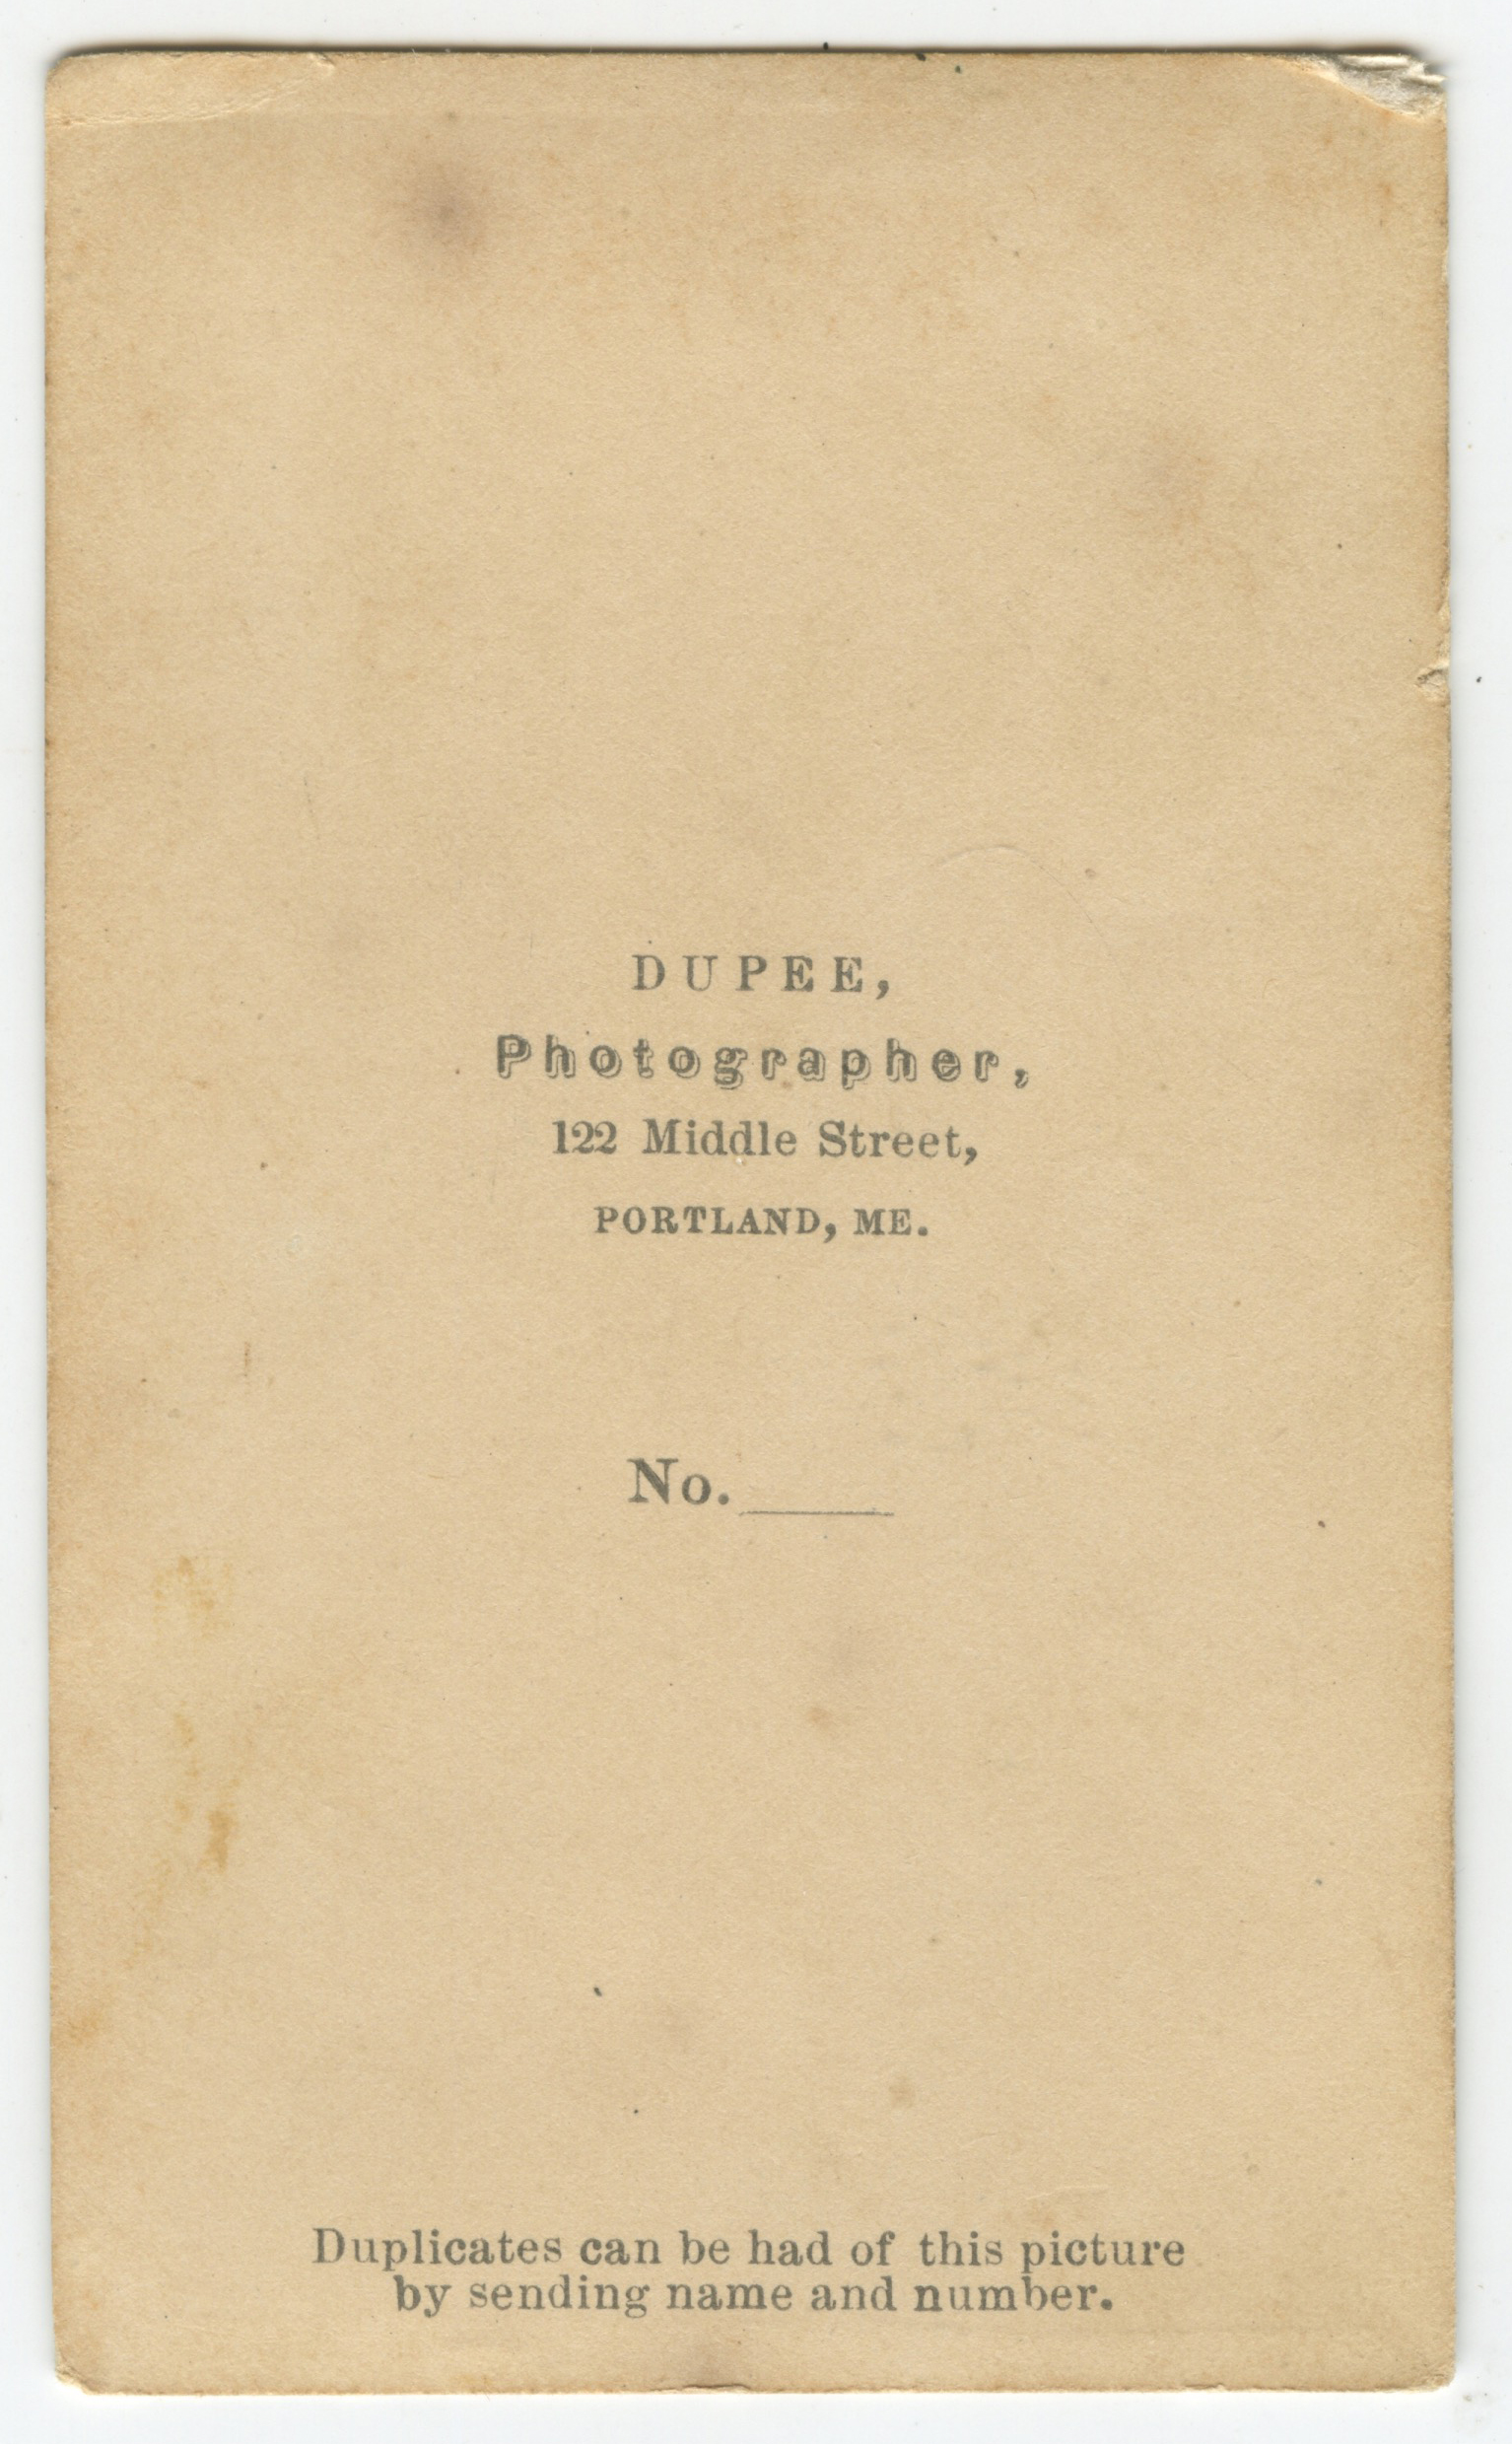 DUPEE,
Photographer,
122 Middle Street,
PORTLAND, ME.
No.____
Duplicates can be had of this picture
by sending name and number.